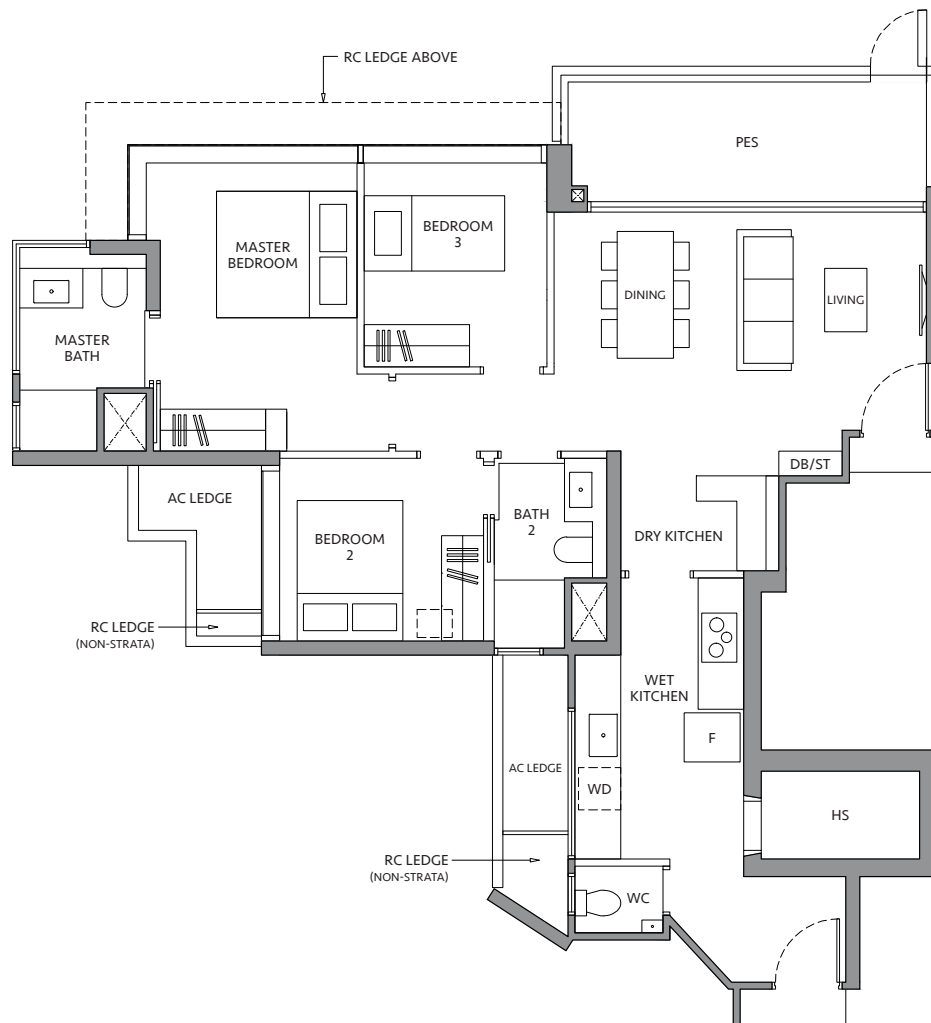 RC LEDGE ABOVE
PES
BEDROOM
3
MASTER
BEDROOM
DINING
LIVING
MASTER
BATH
DB/ST
AC LEDGE
BATH
2
BEDROOM
2
DRY KITCHEN
RC LEDGE
(NON-STRATA)
WET
KITCHEN
F
AC LEDGE
WD
HS
RC LEDGE
(NON-STRATA)
WC